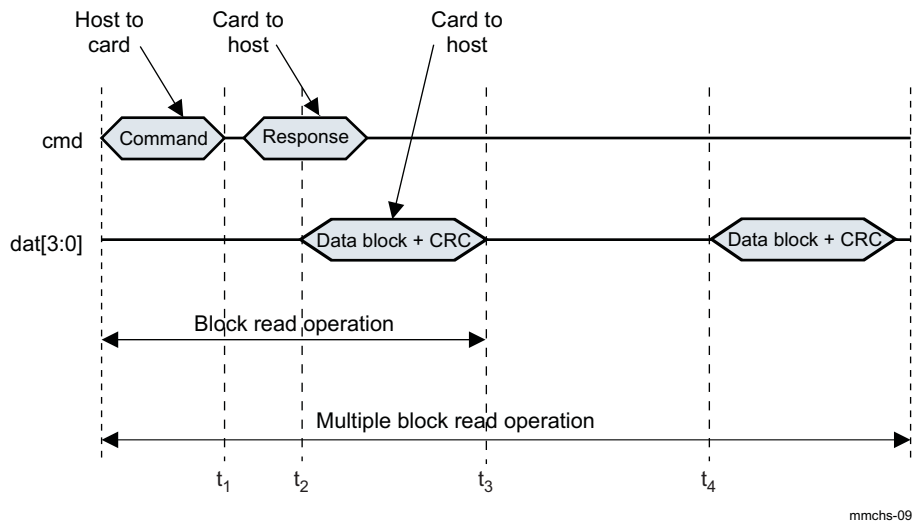 Host to
card
Card to
host
Card to
host
cmd
Command
Response
dat[3:0]
Data block + CRC
Data block + CRC
Block read operation
Multiple block read operation
t1
t2
t3
t4
mmchs-09